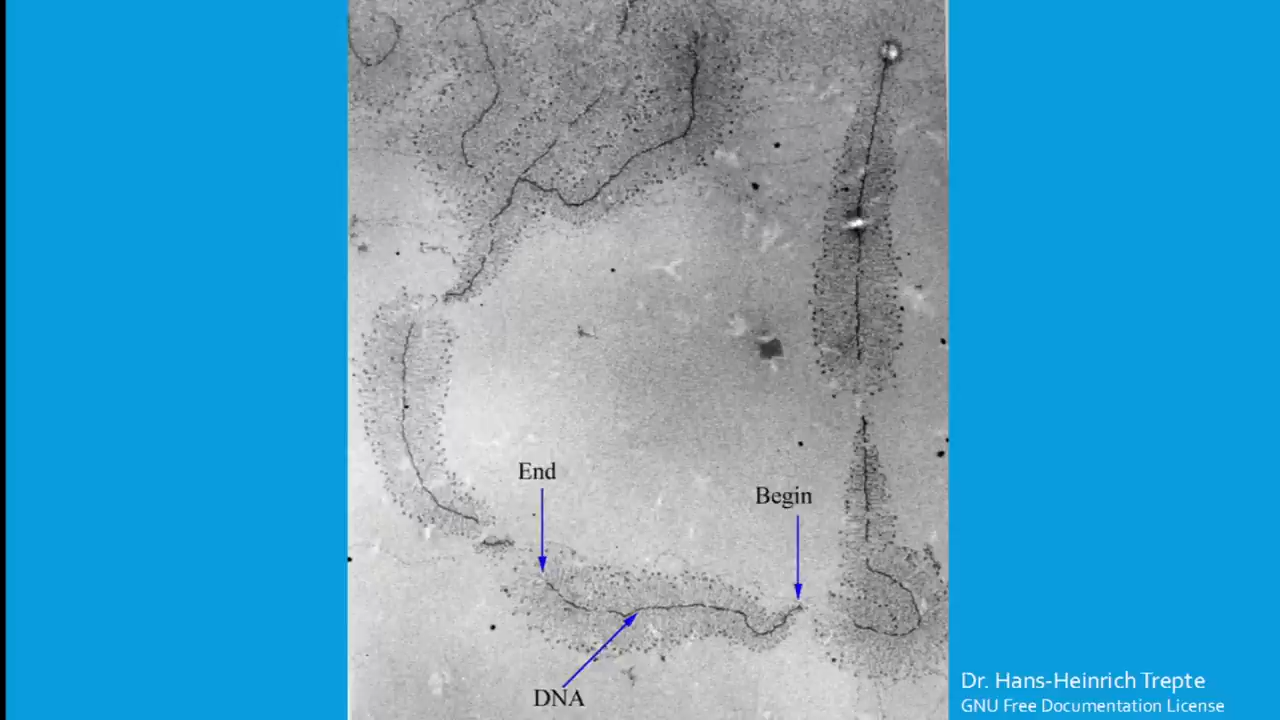 End
Begin
DNA
Dr. Hans-Heinrich Trepte
GNU Free Documentation License